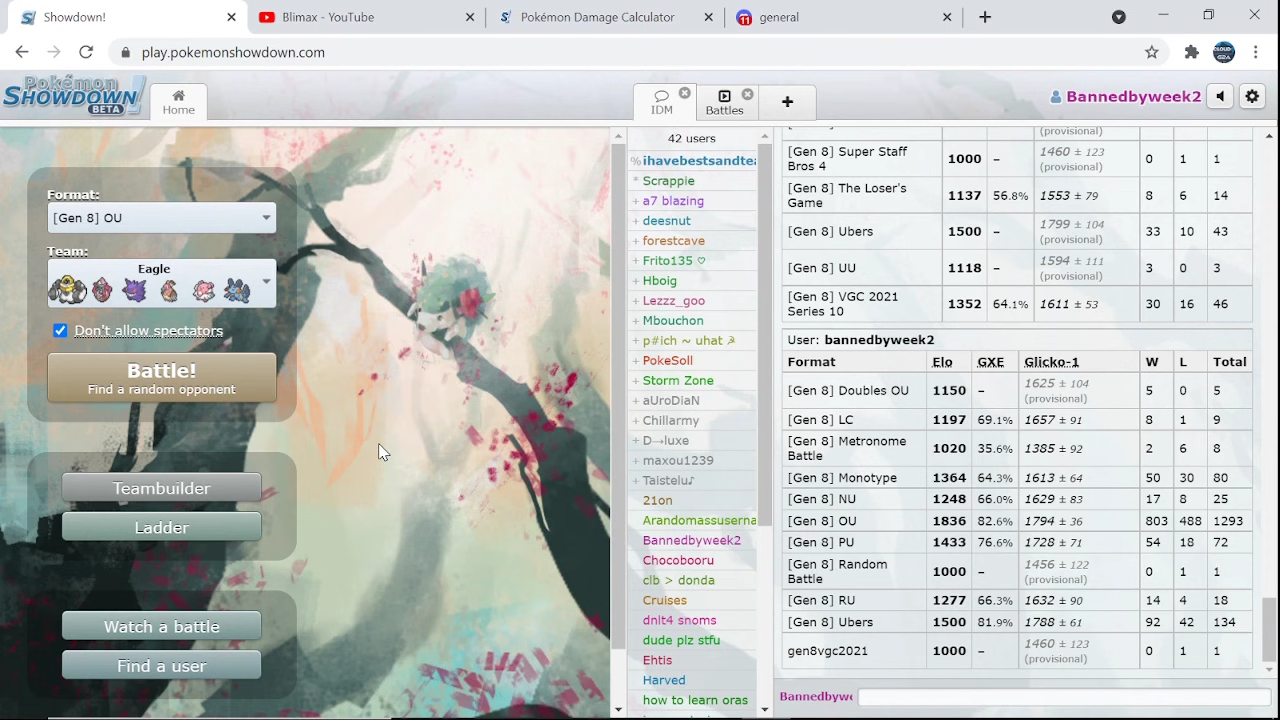 Showdown!
Blimax - YouTube
Pokémon Damage Calculator
11
general
play.pokemonshowdown.com
CLOUD-G2A
Pokémon
SHOWDOWN!
BETA
Home
IDM
Battles
Bannedbyweek2
Format:
[Gen 8] OU
Team:
Eagle
Don't allow spectators
Battle!
Find a random opponent
Teambuilder
Ladder
Watch a battle
Find a user
42 users
%ihavebestsandtea
* Scrappie
+ a7 blazing
+ deesnut
+ forestcave
+ Frito135 ♡
+ Hboig
+ Lezzz_goo
+ Mbouchon
+ p#ich ~ uhat ☭
+ PokeSoll
+ Storm Zone
+ aUroDiaN
+ Chillarmy
+ D→luxe
+ maxou1239
+ Taistelu♪
21on
Arandomassuserna
Bannedbyweek2
Chocobooru
clb > donda
Cruises
dnlt4 snoms
dude plz stfu
Ehtis
Harved
how to learn oras
(provisional)
[Gen 8] Super Staff Bros 4 1000 – 1460 ± 123 (provisional) 0 1 1
[Gen 8] The Loser's Game 1137 56.8% 1553 ± 79 8 6 14
[Gen 8] Ubers 1500 – 1799 ± 104 (provisional) 33 10 43
[Gen 8] UU 1118 – 1594 ± 111 (provisional) 3 0 3
[Gen 8] VGC 2021 Series 10 1352 64.1% 1611 ± 53 30 16 46
User: bannedbyweek2
Format Elo GXE Glicko-1 W L Total
[Gen 8] Doubles OU 1150 – 1625 ± 104 (provisional) 5 0 5
[Gen 8] LC 1197 69.1% 1657 ± 91 8 1 9
[Gen 8] Metronome Battle 1020 35.6% 1385 ± 92 2 6 8
[Gen 8] Monotype 1364 64.3% 1613 ± 64 50 30 80
[Gen 8] NU 1248 66.0% 1629 ± 83 17 8 25
[Gen 8] OU 1836 82.6% 1794 ± 36 803 488 1293
[Gen 8] PU 1433 76.6% 1728 ± 71 54 18 72
[Gen 8] Random Battle 1000 – 1456 ± 122 (provisional) 0 1 1
[Gen 8] RU 1277 66.3% 1632 ± 90 14 4 18
[Gen 8] Ubers 1500 81.9% 1788 ± 61 92 42 134
gen8vgc2021 1000 – 1460 ± 123 (provisional) 0 1 1
Bannedbywe